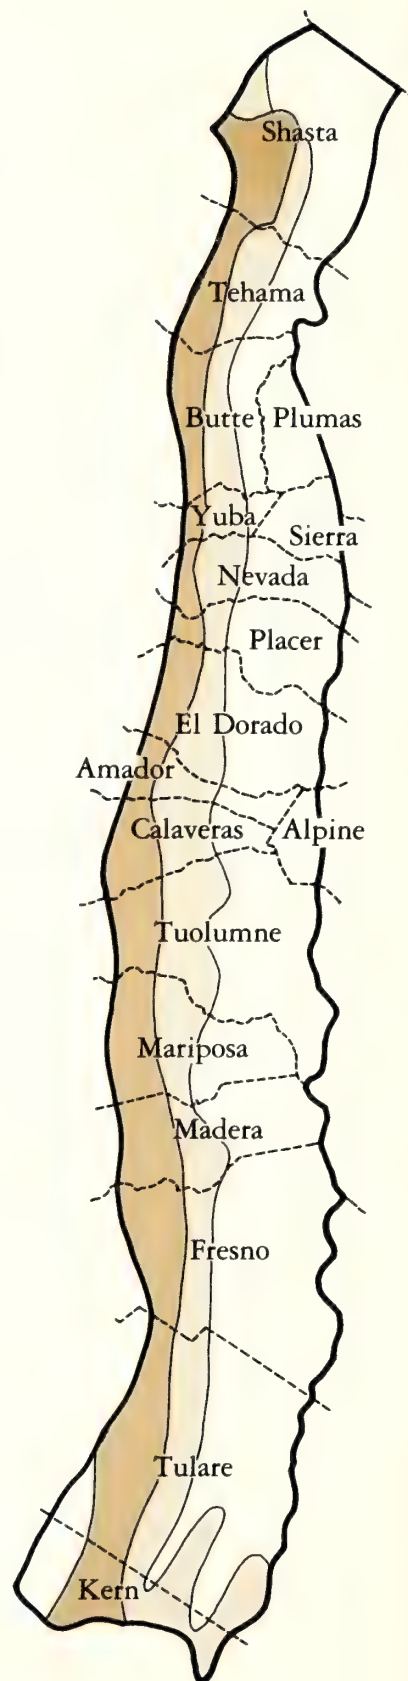 Shasta
Tehama
Butte Plumas
Yuba
Sierra
Nevada
Placer
El Dorado
Amador
Calaveras Alpine
Tuolumne
Mariposa
Madera
Fresno
Tulare
Kern